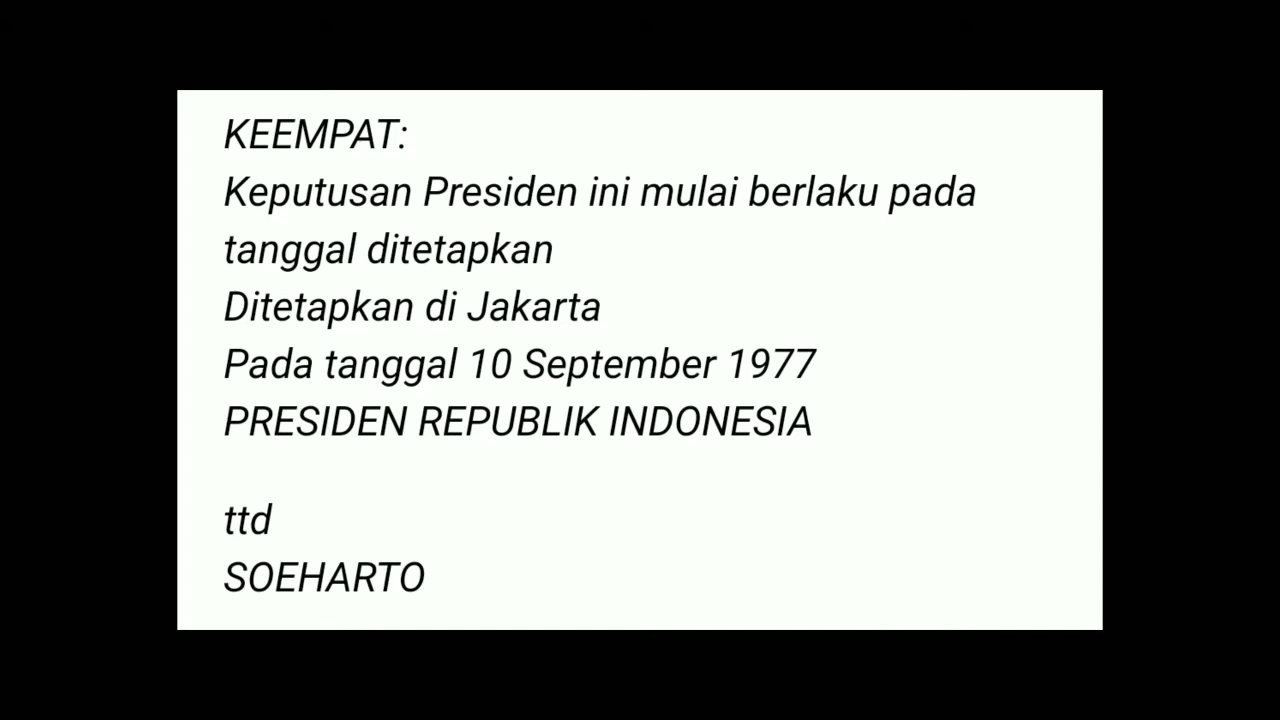 KEEMPAT:
Keputusan Presiden ini mulai berlaku pada
tanggal ditetapkan
Ditetapkan di Jakarta
Pada tanggal 10 September 1977
PRESIDEN REPUBLIK INDONESIA
ttd
SOEHARTO